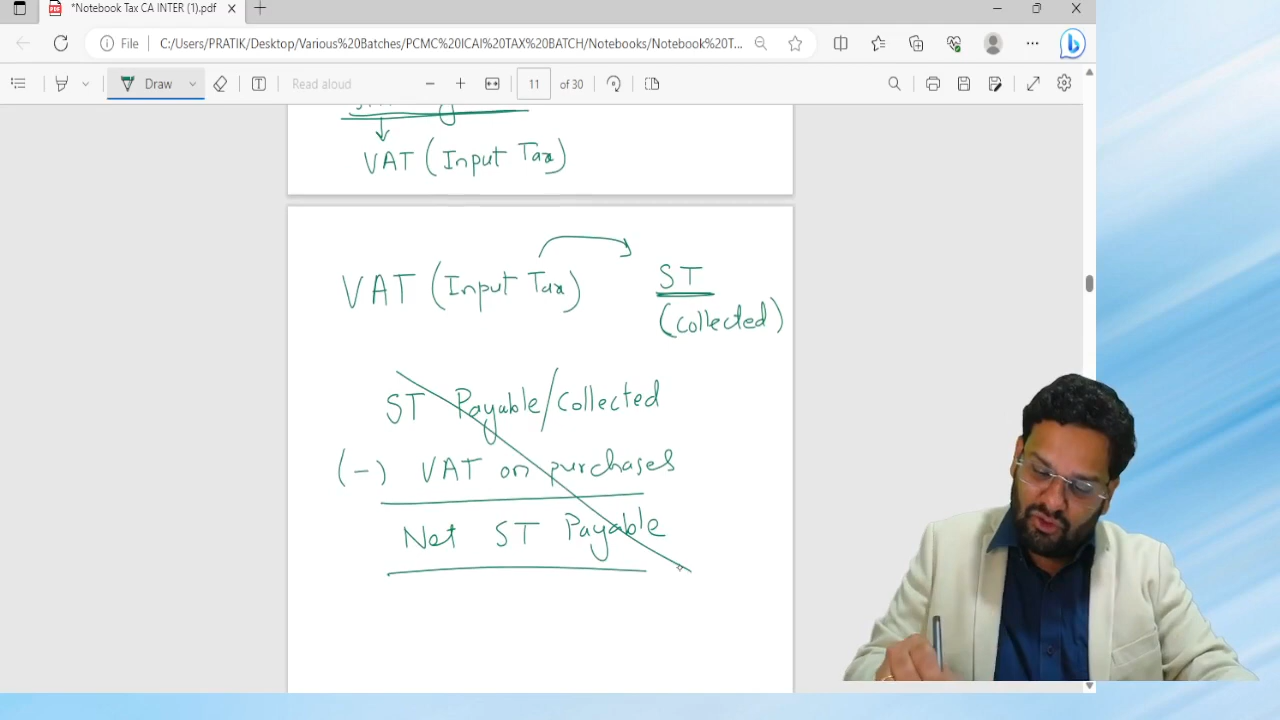 *Notebook Tax CA INTER (1).pdf
File C:/Users/PRATIK/Desktop/Various%20Batches/PCMC%20ICAI%20TAX%20BATCH/Notebooks/Notebook%20T...
Draw Read aloud 11 of 30
VAT (Input Tax)
VAT (Input Tax) ST
(Collected)
ST Payable/Collected
(-) VAT on purchases
Net ST Payable